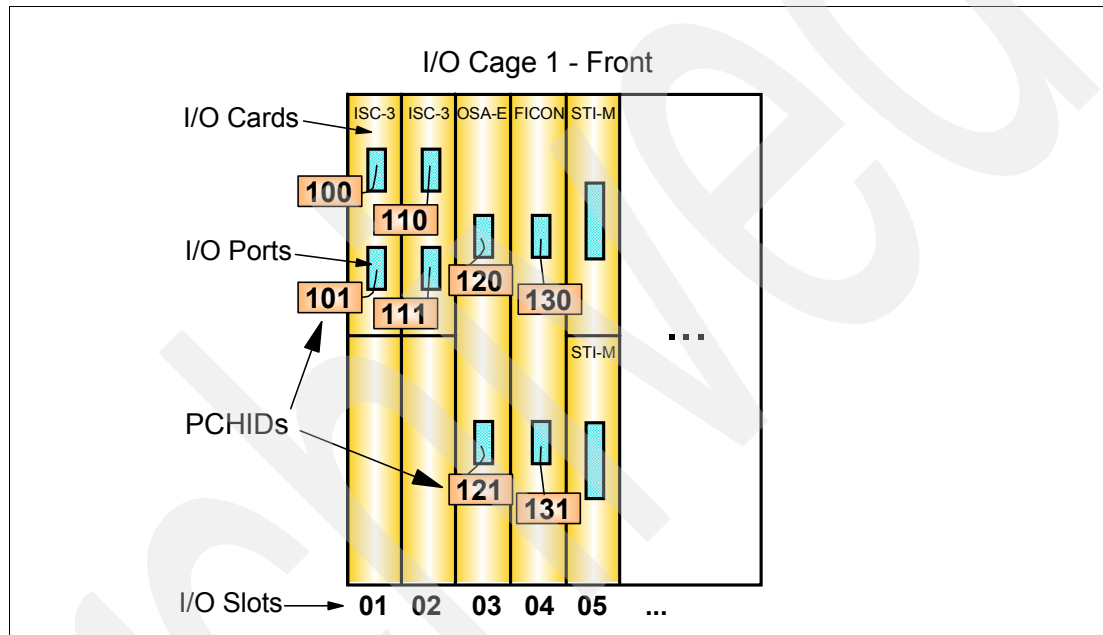 I/O Cage 1 - Front
I/O Cards
ISC-3 ISC-3 OSA-E FICON STI-M
100
110
I/O Ports
120
130
101
111
...
STI-M
PCHIDs
121
131
I/O Slots
01 02 03 04 05 ...